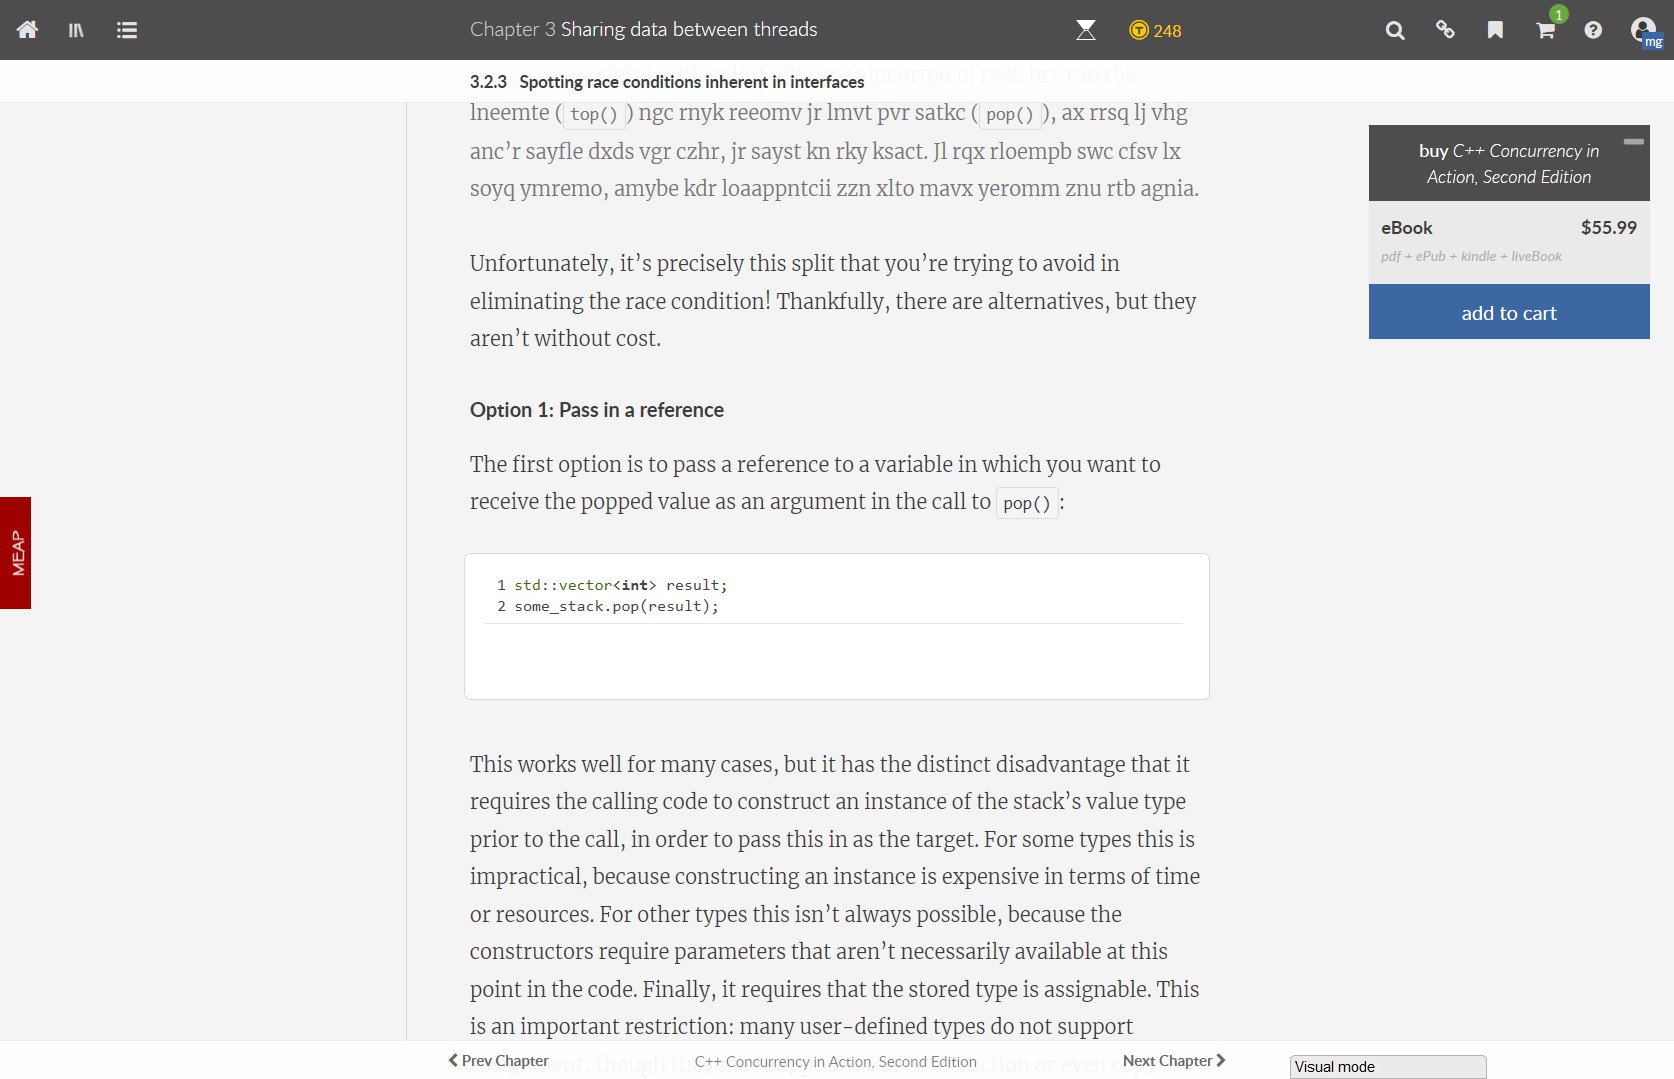 Chapter 3 Sharing data between threads
248
1
mg
3.2.3 Spotting race conditions inherent in interfaces
lneemte ( top() ) ngc rnyk reeomv jr lmvt pvr satkc ( pop() ), ax rrsq lj vhg
anc’r sayfle dxds vgr czhr, jr sayst kn rky ksact. Jl rqx rloempb swc cfsv lx
soyq ymremo, amybe kdr loaappntcii zzn xlto mavx yeromm znu rtb agnia.
buy C++ Concurrency in
Action, Second Edition
eBook $55.99
pdf + ePub + kindle + liveBook
add to cart
Unfortunately, it’s precisely this split that you’re trying to avoid in
eliminating the race condition! Thankfully, there are alternatives, but they
aren’t without cost.
Option 1: Pass in a reference
The first option is to pass a reference to a variable in which you want to
receive the popped value as an argument in the call to pop() :
MEAP
1 std::vector<int> result;
2 some_stack.pop(result);
This works well for many cases, but it has the distinct disadvantage that it
requires the calling code to construct an instance of the stack’s value type
prior to the call, in order to pass this in as the target. For some types this is
impractical, because constructing an instance is expensive in terms of time
or resources. For other types this isn’t always possible, because the
constructors require parameters that aren’t necessarily available at this
point in the code. Finally, it requires that the stored type is assignable. This
is an important restriction: many user-defined types do not support
Prev Chapter C++ Concurrency in Action, Second Edition Next Chapter
Visual mode